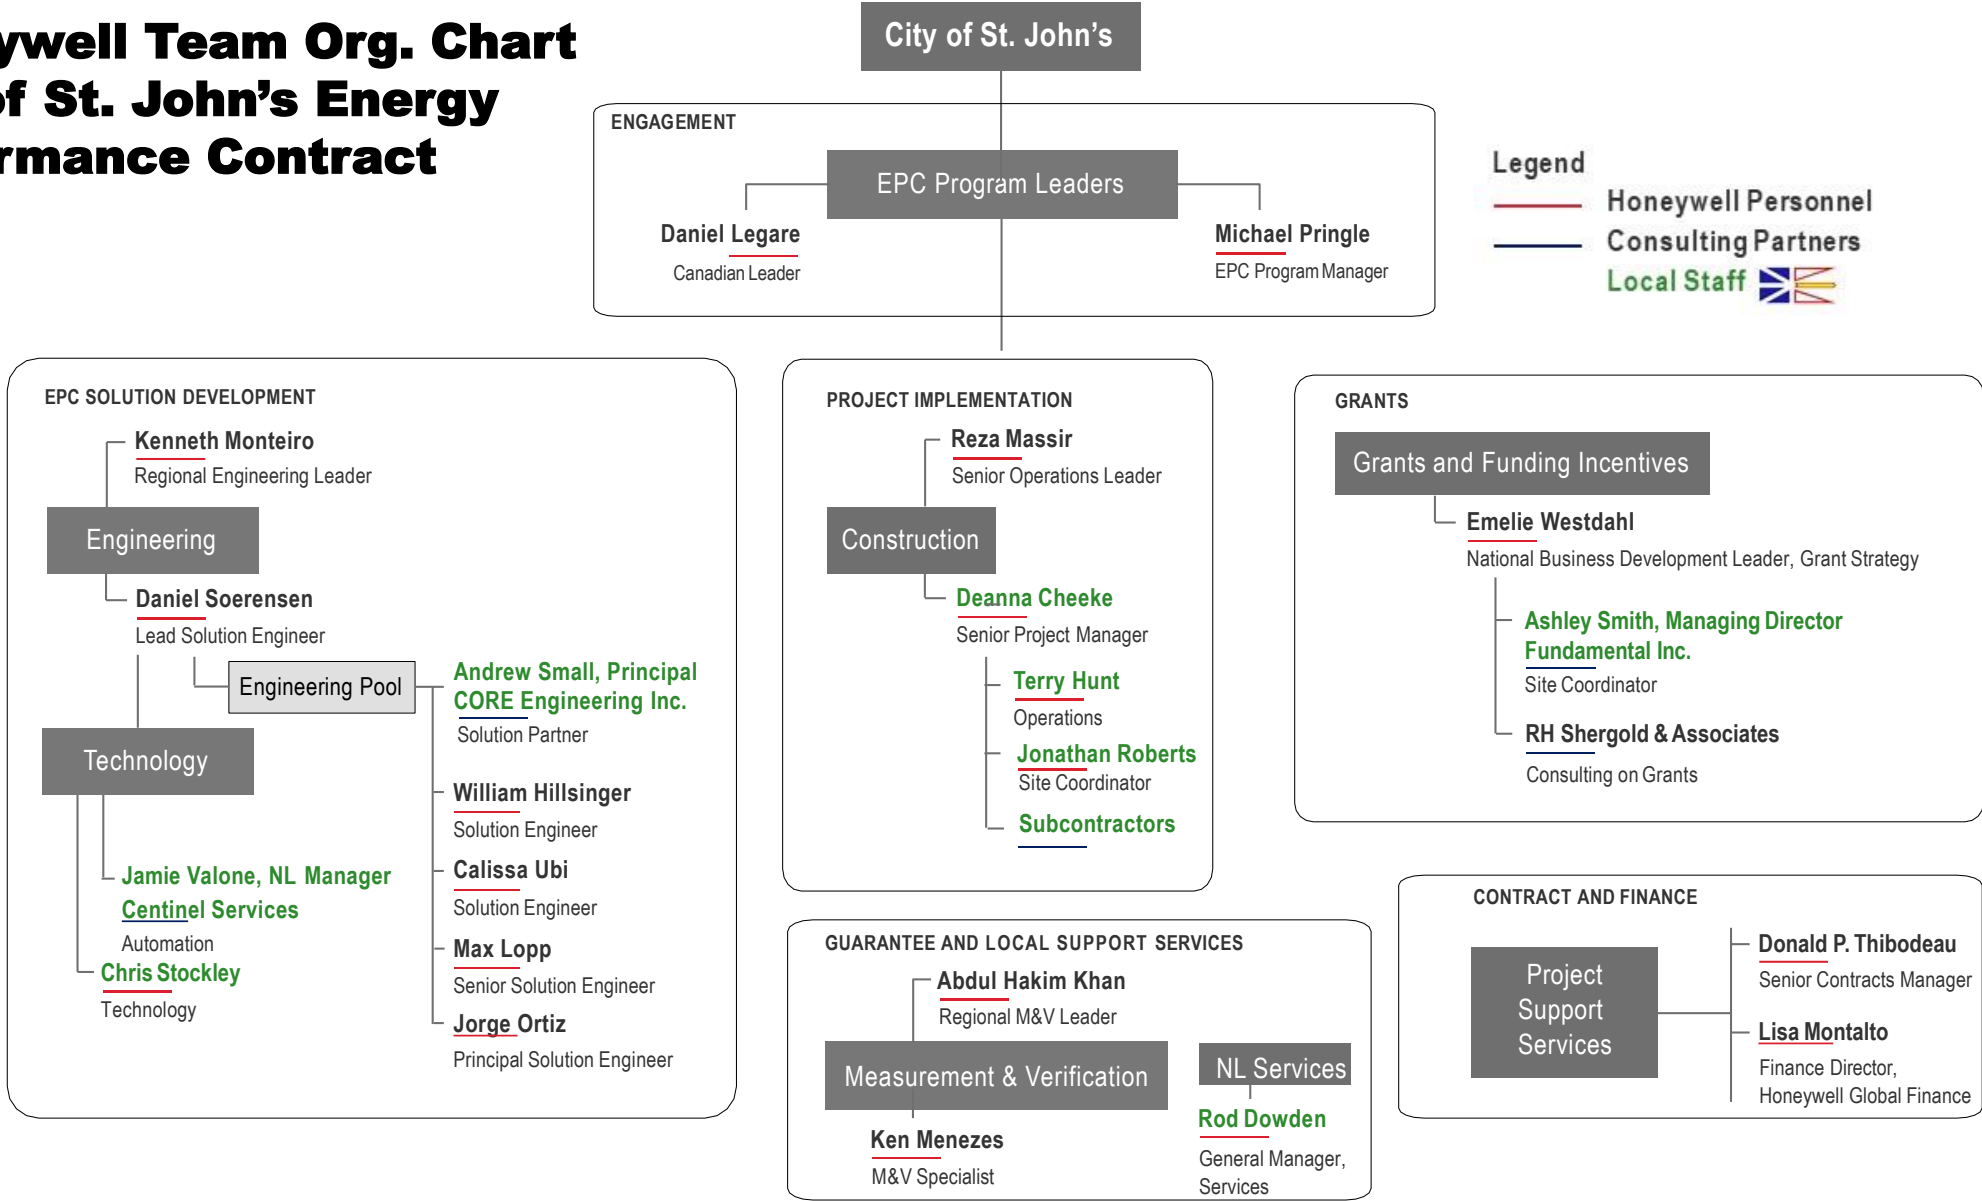 ywell Team Org. Chart
of St. John's Energy
rmance Contract
City of St. John's
ENGAGEMENT
EPC Program Leaders
Daniel Legare
Canadian Leader
Michael Pringle
EPC Program Manager
Legend
Honeywell Personnel
Consulting Partners
Local Staff
EPC SOLUTION DEVELOPMENT
Kenneth Monteiro
Regional Engineering Leader
Engineering
Daniel Soerensen
Lead Solution Engineer
Engineering Pool
Technology
Jamie Valone, NL Manager
Centinel Services
Automation
Chris Stockley
Technology
Andrew Small, Principal
CORE Engineering Inc.
Solution Partner
William Hillsinger
Solution Engineer
Calissa Ubi
Solution Engineer
Max Lopp
Senior Solution Engineer
Jorge Ortiz
Principal Solution Engineer
PROJECT IMPLEMENTATION
Reza Massir
Senior Operations Leader
Construction
Deanna Cheeke
Senior Project Manager
Terry Hunt
Operations
Jonathan Roberts
Site Coordinator
Subcontractors
GRANTS
Grants and Funding Incentives
Emelie Westdahl
National Business Development Leader, Grant Strategy
Ashley Smith, Managing Director
Fundamental Inc.
Site Coordinator
RH Shergold & Associates
Consulting on Grants
GUARANTEE AND LOCAL SUPPORT SERVICES
Abdul Hakim Khan
Regional M&V Leader
Measurement & Verification
Ken Menezes
M&V Specialist
NL Services
Rod Dowden
General Manager,
Services
CONTRACT AND FINANCE
Project
Support
Services
Donald P. Thibodeau
Senior Contracts Manager
Lisa Montalto
Finance Director,
Honeywell Global Finance